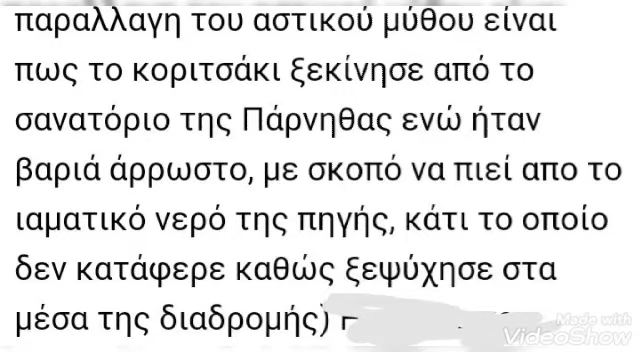 παραλλαγη του αστικού μύθου είναι
πως το κοριτσάκι ξεκίνησε από το
σανατόριο της Πάρνηθας ενώ ήταν
βαριά άρρωστο, με σκοπό να πιεί απο το
ιαματικό νερό της πηγής, κάτι το οποίο
δεν κατάφερε καθώς ξεψύχησε στα
μέσα της διαδρομής)
Made with
VideoShow